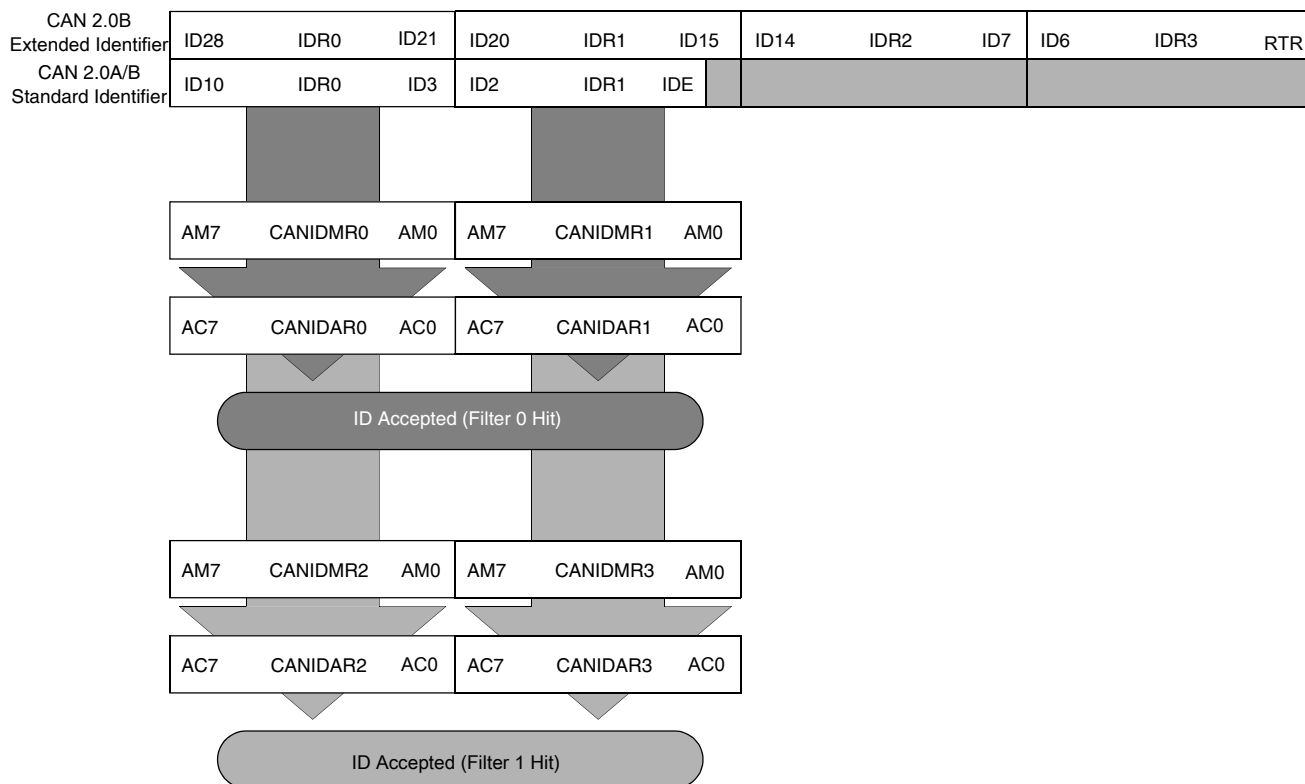 CAN 2.0B
Extended Identifier
ID28 IDR0 ID21 ID20 IDR1 ID15 ID14 IDR2 ID7 ID6 IDR3 RTR
CAN 2.0A/B
Standard Identifier
ID10 IDR0 ID3 ID2 IDR1 IDE
AM7 CANIDMR0 AM0 AM7 CANIDMR1 AM0
AC7 CANIDAR0 AC0 AC7 CANIDAR1 AC0
ID Accepted (Filter 0 Hit)
AM7 CANIDMR2 AM0 AM7 CANIDMR3 AM0
AC7 CANIDAR2 AC0 AC7 CANIDAR3 AC0
ID Accepted (Filter 1 Hit)